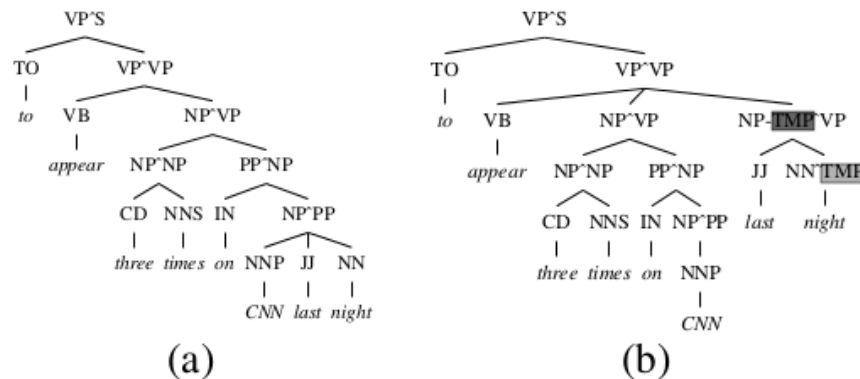 VP^S
TO VP^VP
to VB NP^VP
appear NP^NP PP^NP
CD NNS IN NP^PP
three times on NNP JJ NN
CNN last night
(a)
VP^S
TO VP^VP
to VB NP^VP NP-TMP^VP
appear NP^NP PP^NP JJ NN^TMP
CD NNS IN NP^PP last night
three times on NNP
CNN
(b)